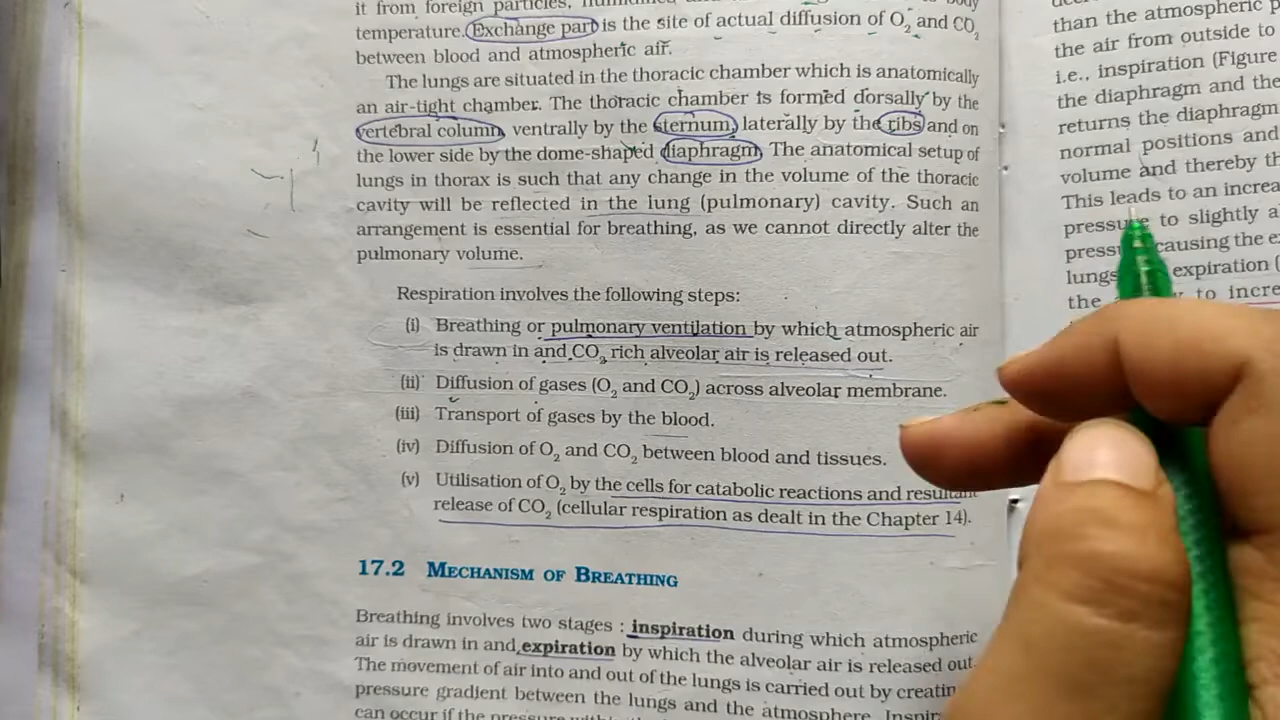 it from foreign particles,
temperature. Exchange part is the site of actual diffusion of O₂ and CO₂
between blood and atmospheric air.
The lungs are situated in the thoracic chamber which is anatomically
an air-tight chamber. The thoracic chamber is formed dorsally by the
vertebral column, ventrally by the sternum, laterally by the ribs and on
the lower side by the dome-shaped diaphragm. The anatomical setup of
lungs in thorax is such that any change in the volume of the thoracic
cavity will be reflected in the lung (pulmonary) cavity. Such an
arrangement is essential for breathing, as we cannot directly alter the
pulmonary volume.
Respiration involves the following steps:
(i) Breathing or pulmonary ventilation by which atmospheric air
is drawn in and CO₂ rich alveolar air is released out.
(ii) Diffusion of gases (O₂ and CO₂) across alveolar membrane.
(iii) Transport of gases by the blood.
(iv) Diffusion of O₂ and CO₂ between blood and tissues.
(v) Utilisation of O₂ by the cells for catabolic reactions and resultant
release of CO₂ (cellular respiration as dealt in the Chapter 14).
17.2 MECHANISM OF BREATHING
Breathing involves two stages : inspiration during which atmospheric
air is drawn in and expiration by which the alveolar air is released out.
The movement of air into and out of the lungs is carried out by
pressure gradient between the lungs and the atmosphere.
can occur if the pressure
than the atmospheric
the air from outside to
i.e., inspiration (Figure
the diaphragm and the
returns the diaphragm
normal positions and
volume and thereby
This leads to an
pressure to slightly
causing the
lungs expiration
the to